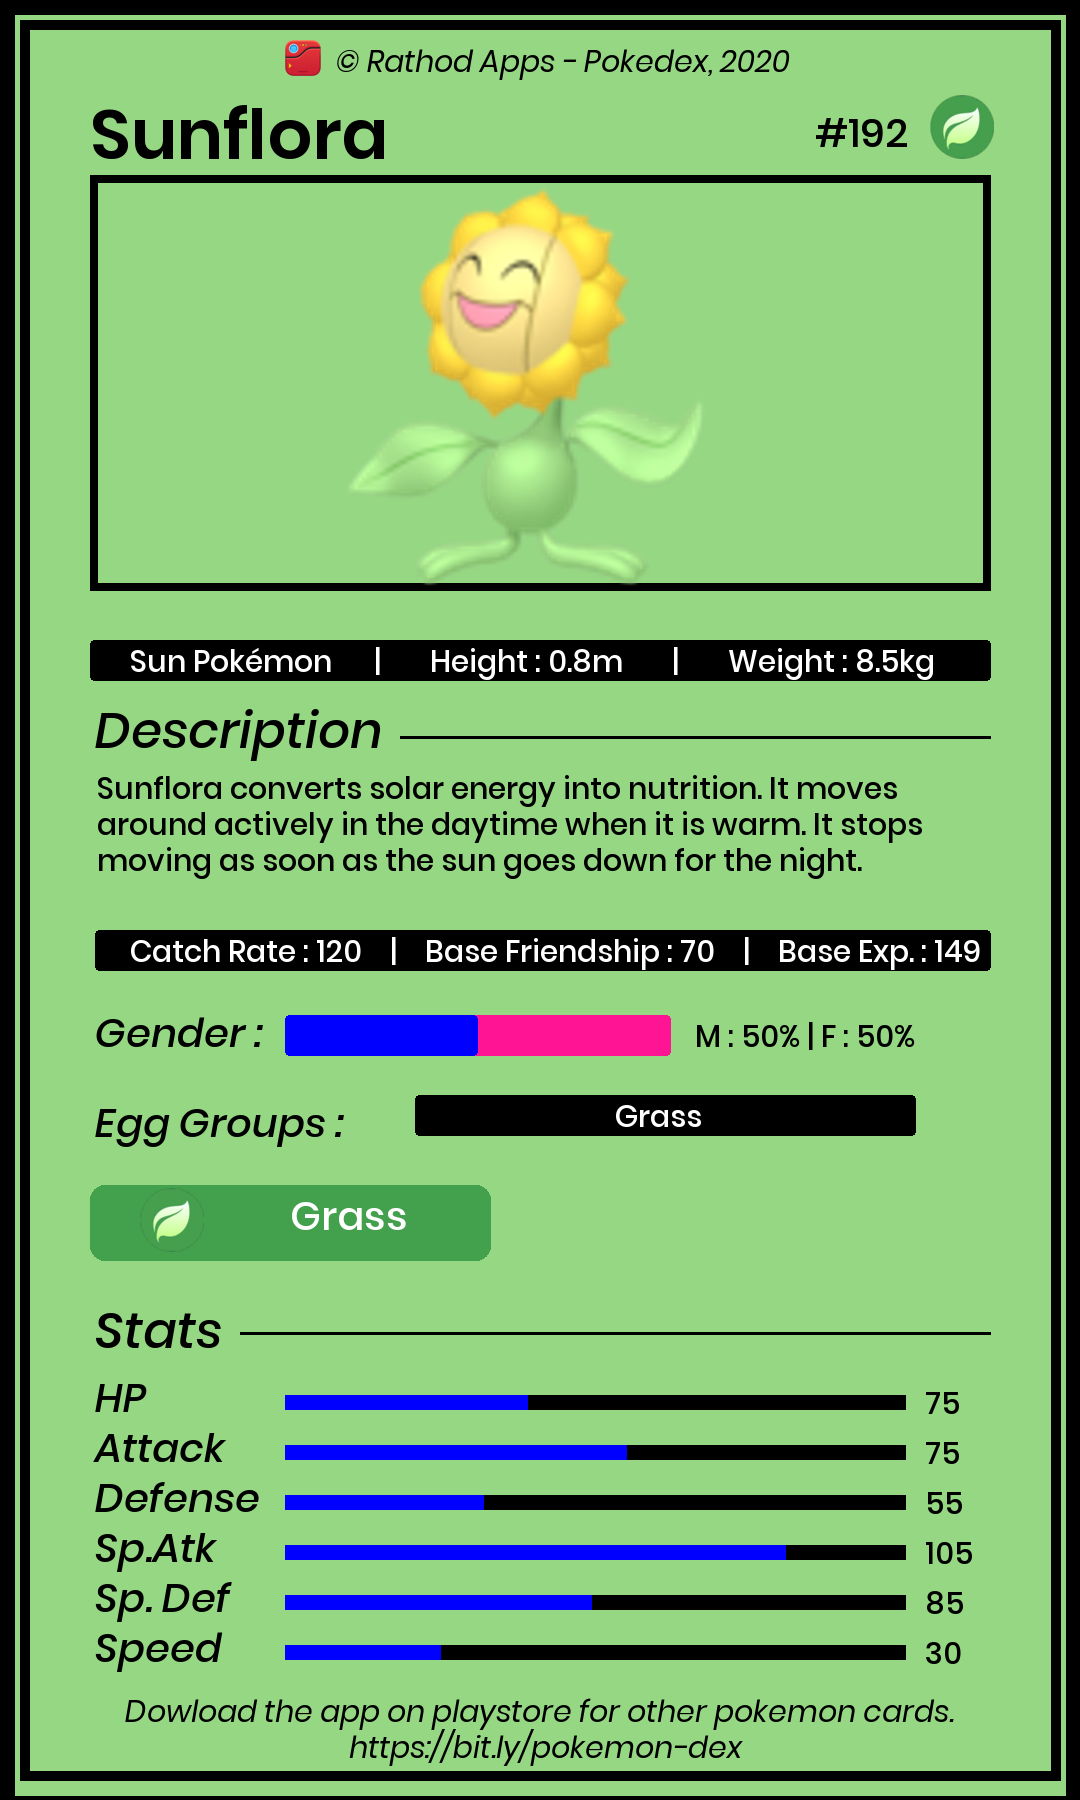 © Rathod Apps - Pokedex, 2020
Sunflora
#192
Sun Pokémon | Height : 0.8m | Weight : 8.5kg
Description
Sunflora converts solar energy into nutrition. It moves
around actively in the daytime when it is warm. It stops
moving as soon as the sun goes down for the night.
Catch Rate : 120 | Base Friendship : 70 | Base Exp. : 149
Gender : M : 50% | F : 50%
Egg Groups : Grass
Grass
Stats
HP 75
Attack 75
Defense 55
Sp.Atk 105
Sp. Def 85
Speed 30
Dowload the app on playstore for other pokemon cards.
https://bit.ly/pokemon-dex